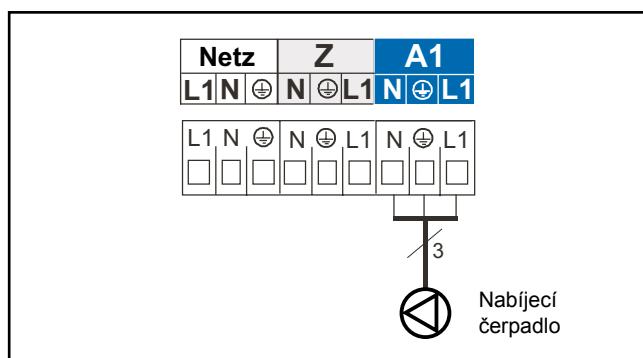 Netz Z A1
L1 N ⏚ N ⏚ L1 N ⏚ L1
L1 N ⏚ N ⏚ L1 N ⏚ L1
3
Nabíjecí
čerpadlo